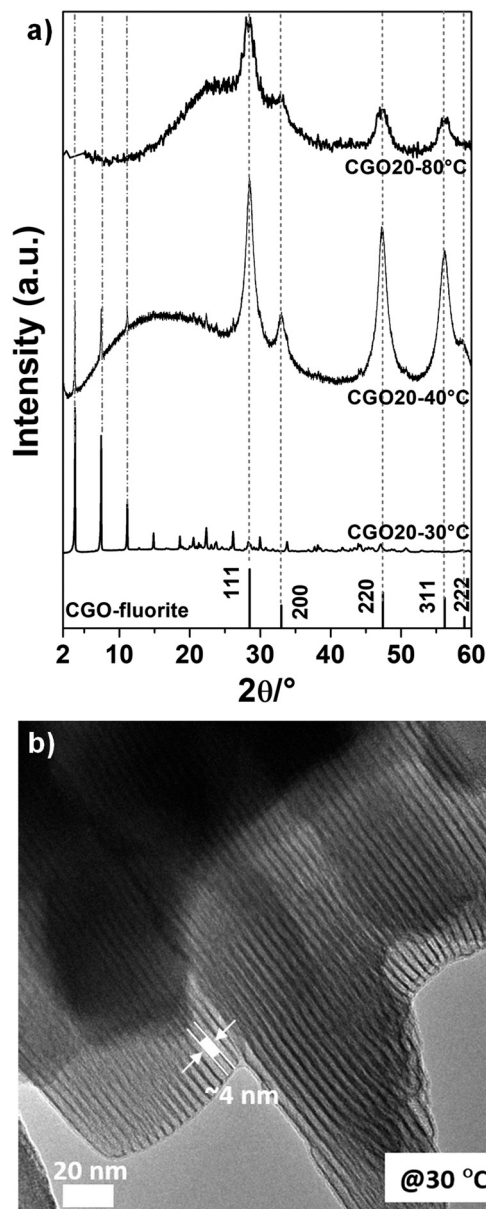 a)
CGO20-80°C
CGO20-40°C
CGO20-30°C
111
200
220
311
222
CGO-fluorite
2 10 20 30 40 50 60
2θ/°
Intensity (a.u.)
b)
~4 nm
20 nm
@30 °C